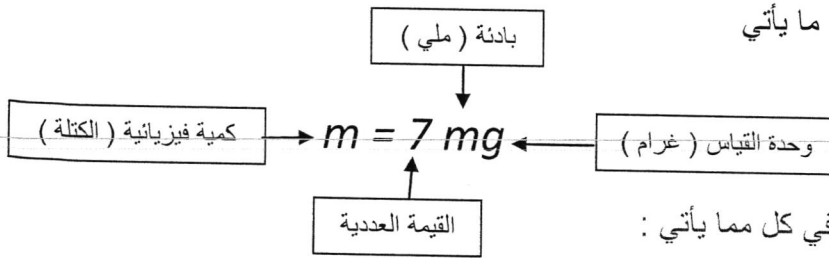 ما يأتي
بادئة ( ملي )
كمية فيزيائية ( الكتلة )
m = 7 mg
وحدة القياس ( غرام )
القيمة العددية
في كل مما يأتي :